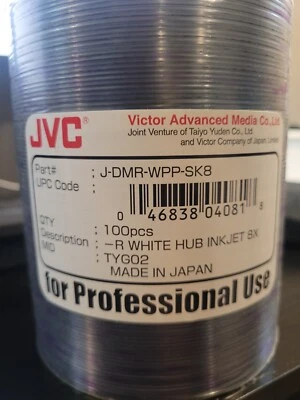 JVC®
Victor Advanced Media Co.,Ltd
Joint Venture of Taiyo Yuden Co., Ltd.
and Victor Company of Japan, Limited
Part# : J-DMR-WPP-SK8
UPC Code :
0 46838 04081 8
QTY : 100pcs
Description : -R WHITE HUB INKJET 8X
MID : TYG02
MADE IN JAPAN
for Professional Use